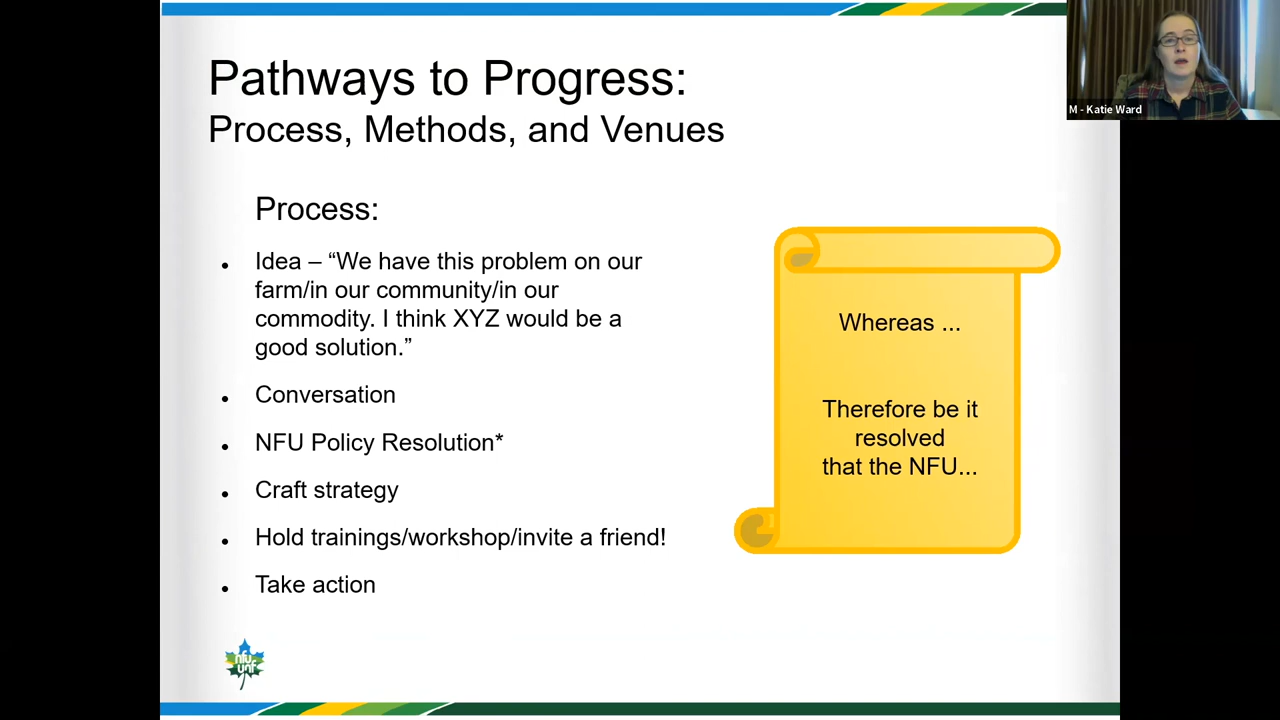 Pathways to Progress:
Process, Methods, and Venues
M - Katie Ward
Process:
• Idea – “We have this problem on our
farm/in our community/in our
commodity. I think XYZ would be a
good solution.”
• Conversation
• NFU Policy Resolution*
• Craft strategy
• Hold trainings/workshop/invite a friend!
• Take action
Whereas ...
Therefore be it
resolved
that the NFU...
nfu
unf